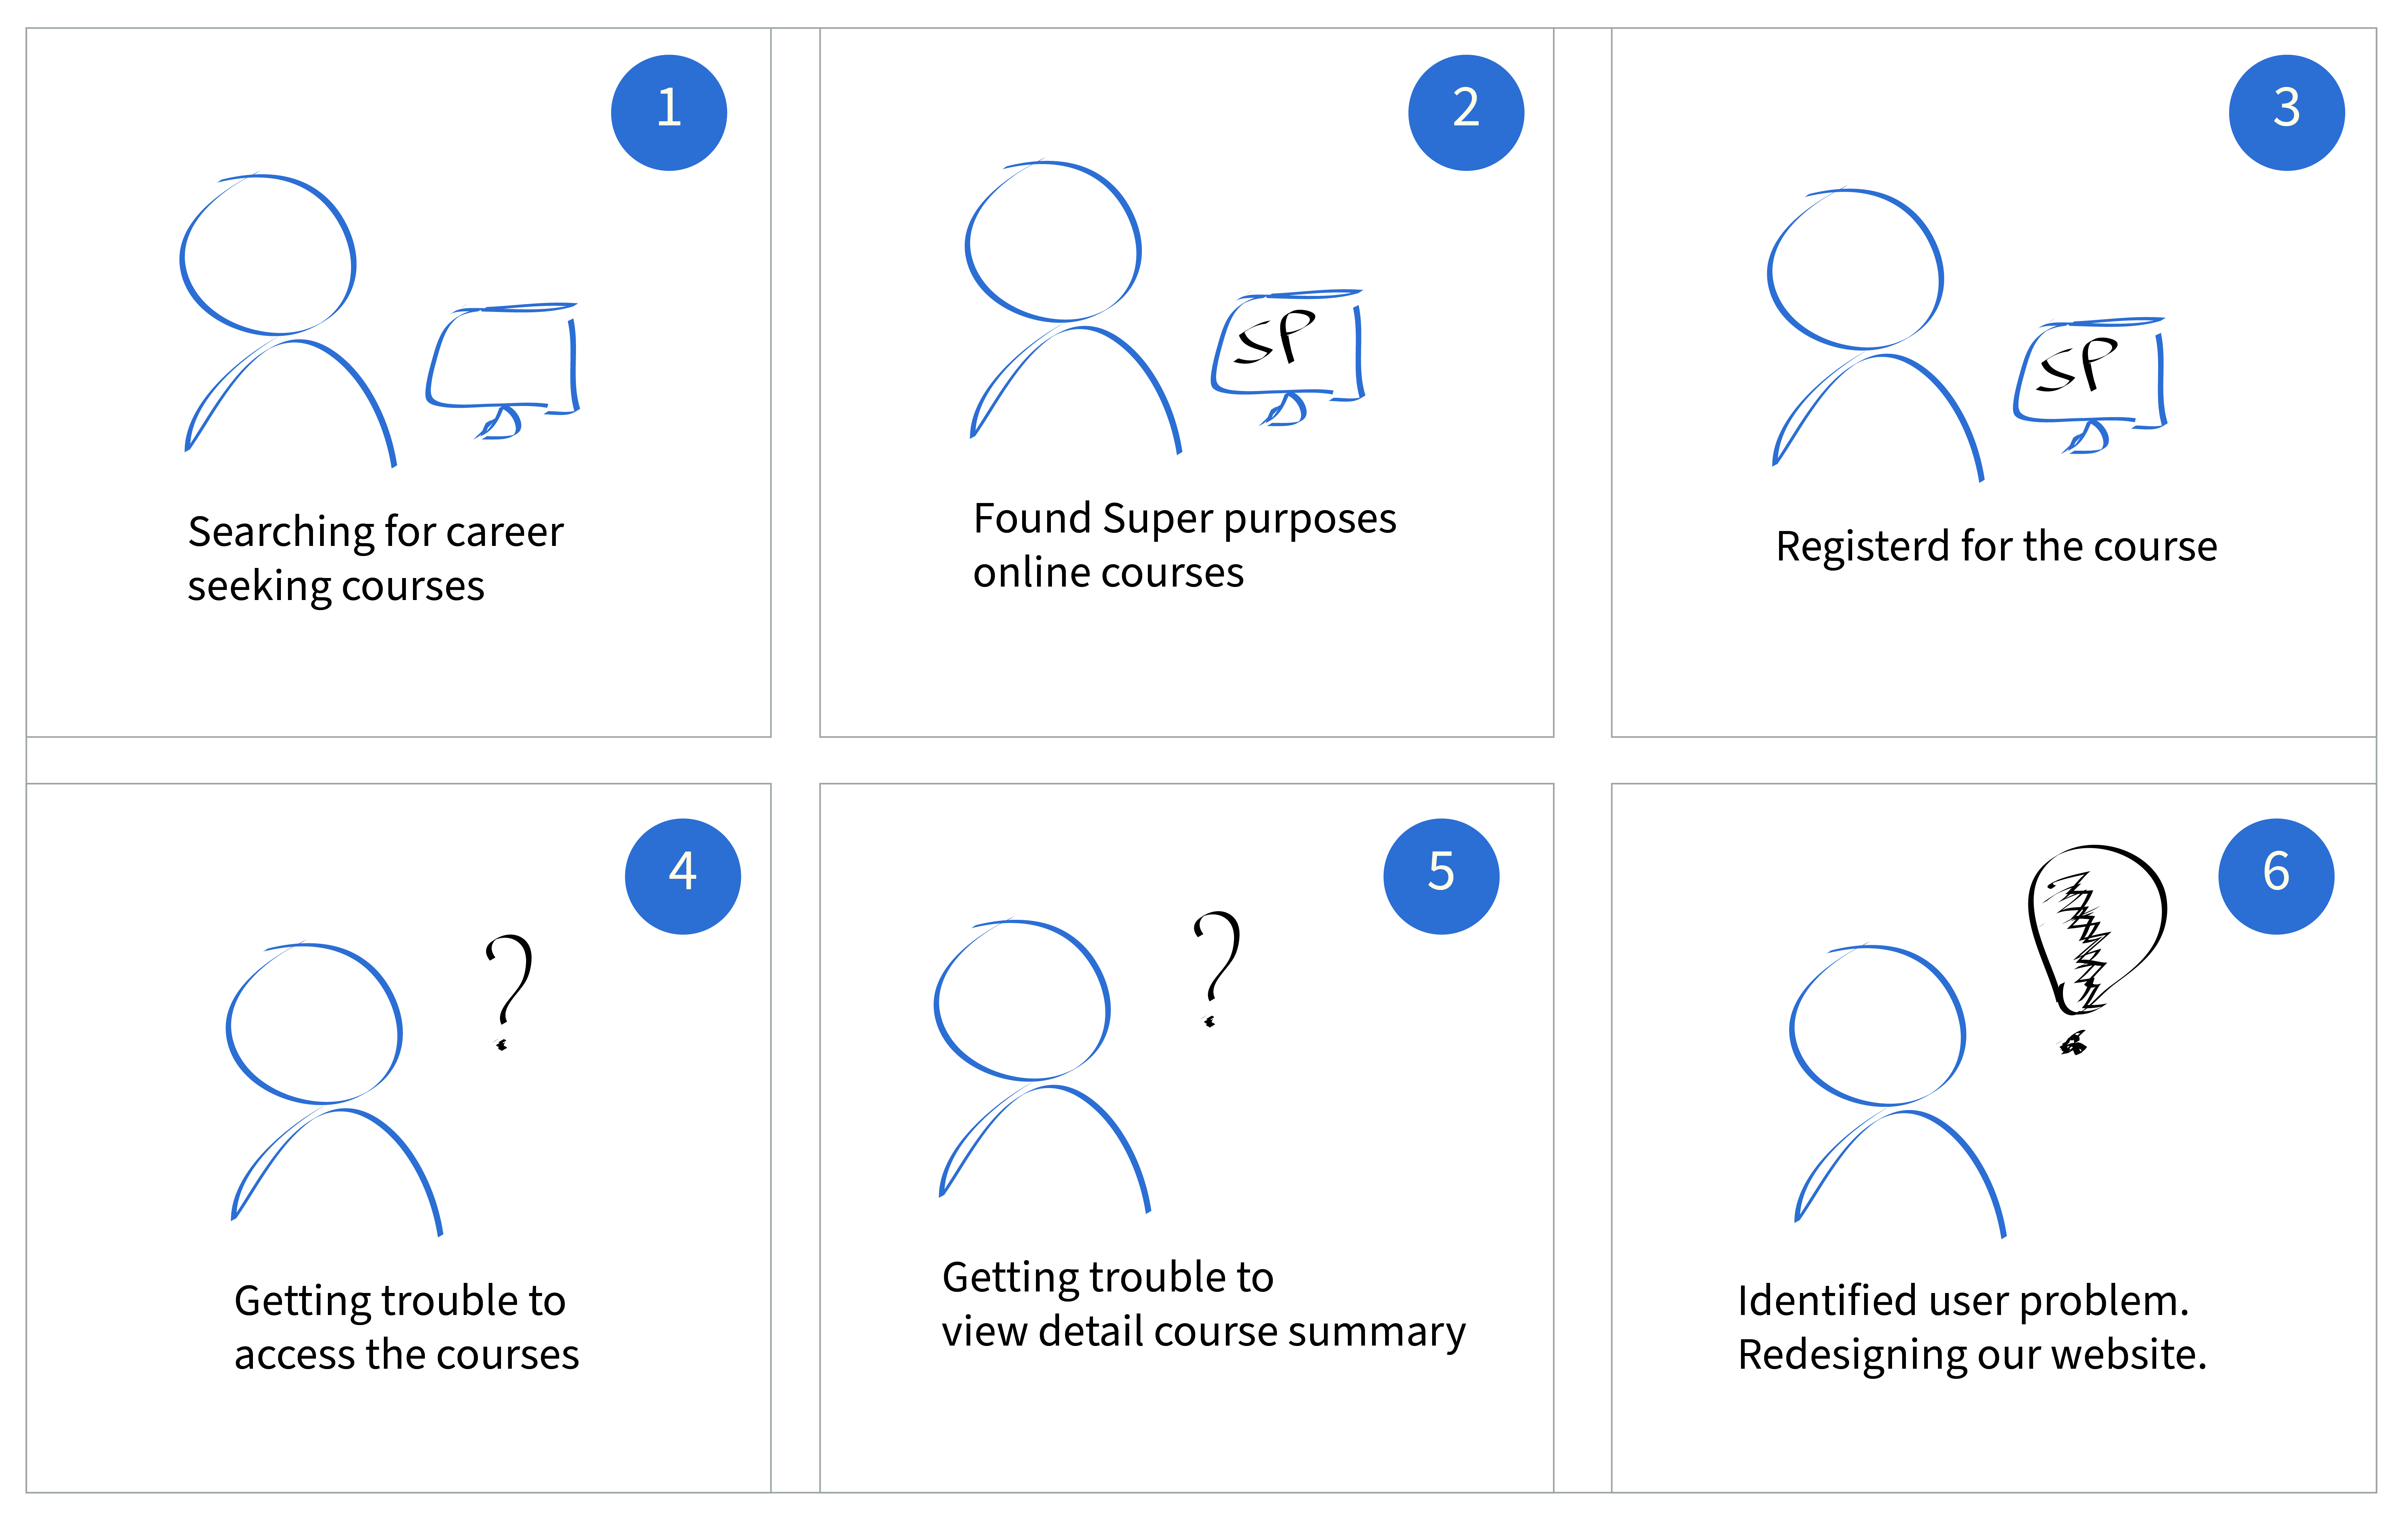 1
2
3
SP
SP
Searching for career
seeking courses
Found Super purposes
online courses
Registerd for the course
4
5
6
?
?
Getting trouble to
access the courses
Getting trouble to
view detail course summary
Identified user problem.
Redesigning our website.